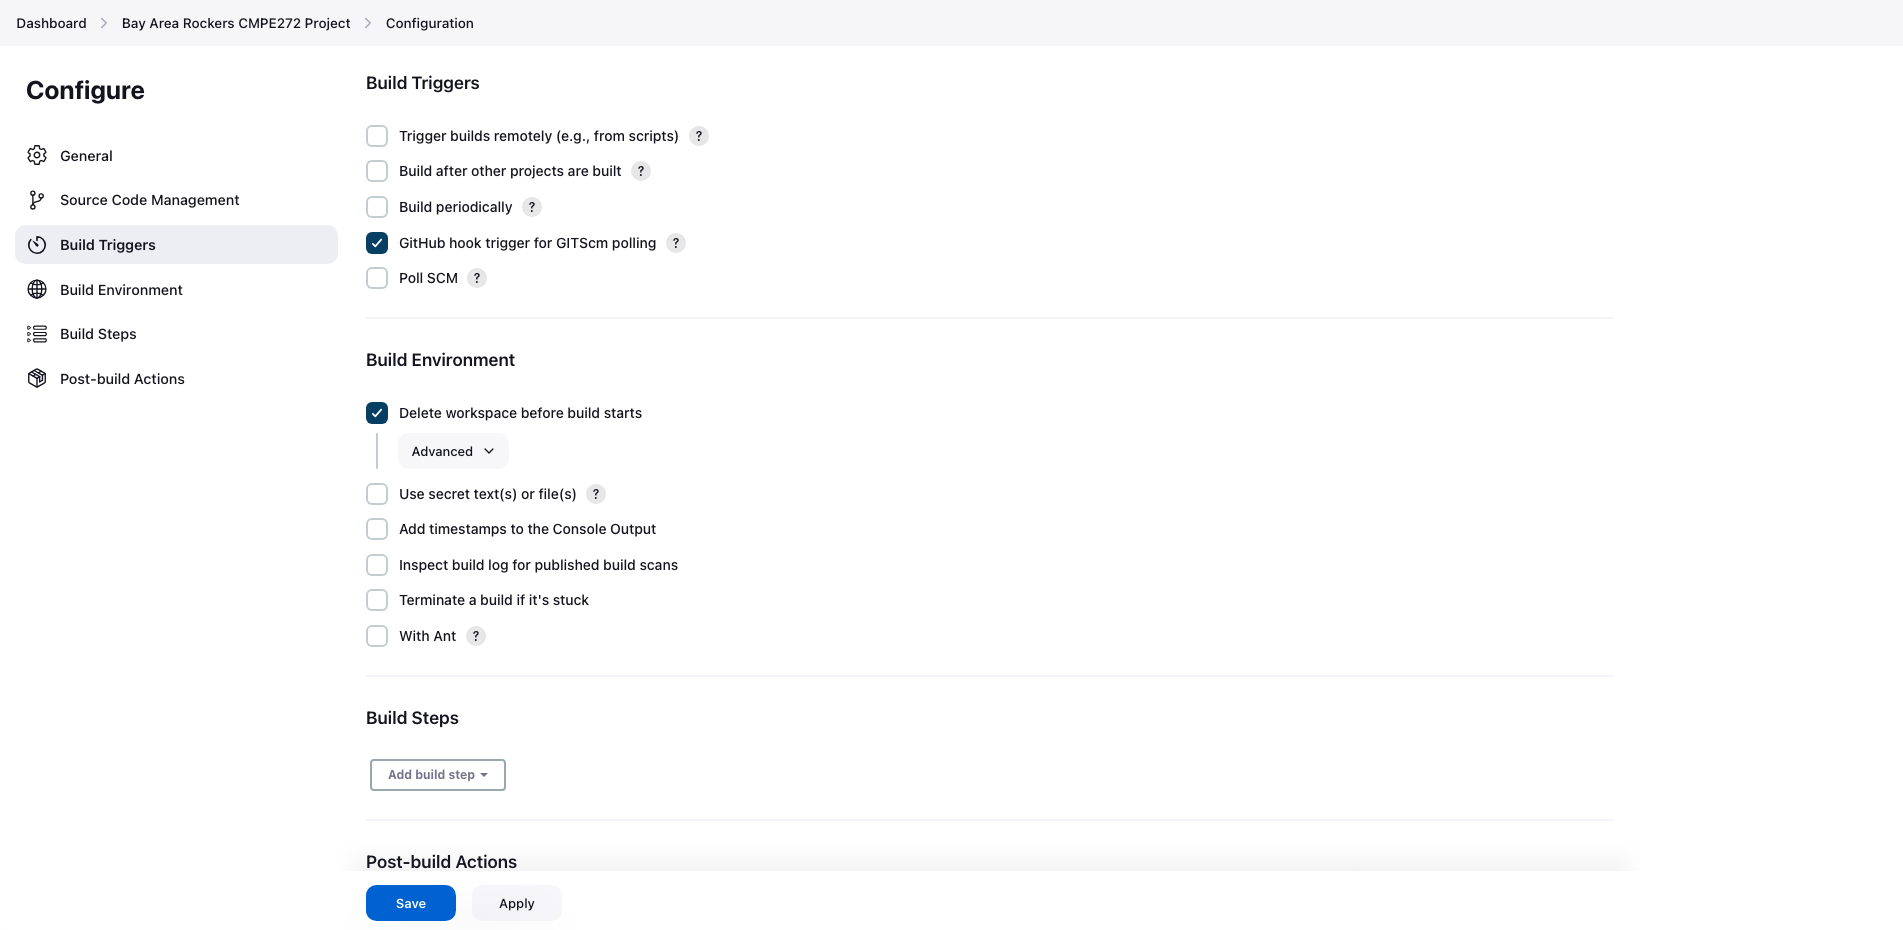 Dashboard > Bay Area Rockers CMPE272 Project > Configuration
Configure
General
Source Code Management
Build Triggers
Build Environment
Build Steps
Post-build Actions
Build Triggers
Trigger builds remotely (e.g., from scripts) ?
Build after other projects are built ?
Build periodically ?
GitHub hook trigger for GITScm polling ?
Poll SCM ?
Build Environment
Delete workspace before build starts
Advanced
Use secret text(s) or file(s) ?
Add timestamps to the Console Output
Inspect build log for published build scans
Terminate a build if it's stuck
With Ant ?
Build Steps
Add build step
Post-build Actions
Save Apply